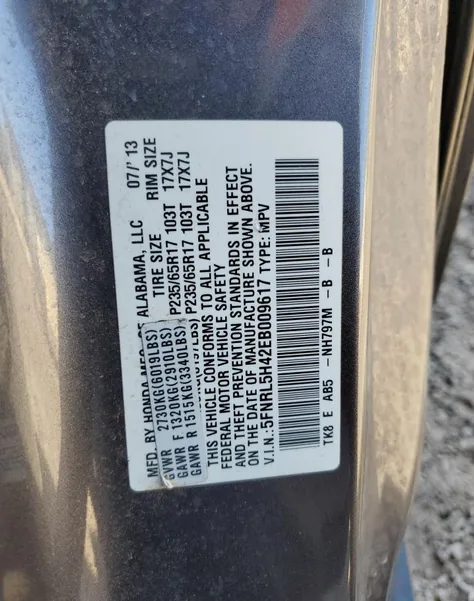 MFD. BY HONDA MFG. OF ALABAMA, LLC 07/'13
TIRE SIZE RIM SIZE
GVWR 2730KG(6019LBS)
GAWR F 1320KG(2910LBS) P235/65R17 103T 17X7J
GAWR R 1515KG(3340LBS) P235/65R17 103T 17X7J
THIS VEHICLE CONFORMS TO ALL APPLICABLE
FEDERAL MOTOR VEHICLE SAFETY
AND THEFT PREVENTION STANDARDS IN EFFECT
ON THE DATE OF MANUFACTURE SHOWN ABOVE.
V.I.N.:5FNRL5H42EB009617 TYPE: MPV
TK8 E AB5 -NH797M - B - B